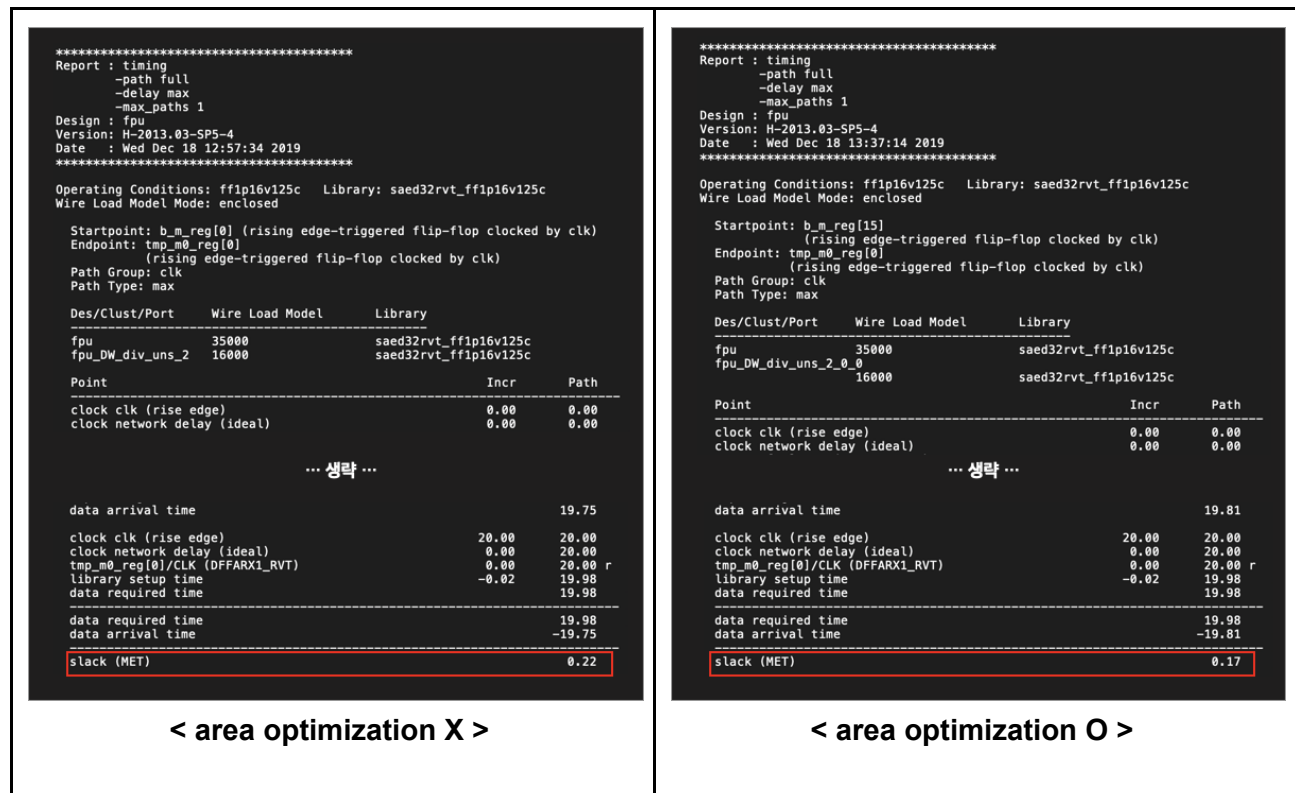 ****************************************
Report : timing
-path full
-delay max
-max_paths 1
Design : fpu
Version: H-2013.03-SP5-4
Date : Wed Dec 18 12:57:34 2019
****************************************
Operating Conditions: ff1p16v125c Library: saed32rvt_ff1p16v125c
Wire Load Model Mode: enclosed
Startpoint: b_m_reg[0] (rising edge-triggered flip-flop clocked by clk)
Endpoint: tmp_m0_reg[0]
(rising edge-triggered flip-flop clocked by clk)
Path Group: clk
Path Type: max
Des/Clust/Port Wire Load Model Library
------------------------------------------------
fpu 35000 saed32rvt_ff1p16v125c
fpu_DW_div_uns_2 16000 saed32rvt_ff1p16v125c
Point Incr Path
--------------------------------------------------------------------------
clock clk (rise edge) 0.00 0.00
clock network delay (ideal) 0.00 0.00
··· 생략 ···
data arrival time 19.75
clock clk (rise edge) 20.00 20.00
clock network delay (ideal) 0.00 20.00
tmp_m0_reg[0]/CLK (DFFARX1_RVT) 0.00 20.00 r
library setup time -0.02 19.98
data required time 19.98
--------------------------------------------------------------------------
data required time 19.98
data arrival time -19.75
--------------------------------------------------------------------------
slack (MET) 0.22
< area optimization X >
****************************************
Report : timing
-path full
-delay max
-max_paths 1
Design : fpu
Version: H-2013.03-SP5-4
Date : Wed Dec 18 13:37:14 2019
****************************************
Operating Conditions: ff1p16v125c Library: saed32rvt_ff1p16v125c
Wire Load Model Mode: enclosed
Startpoint: b_m_reg[15]
(rising edge-triggered flip-flop clocked by clk)
Endpoint: tmp_m0_reg[0]
(rising edge-triggered flip-flop clocked by clk)
Path Group: clk
Path Type: max
Des/Clust/Port Wire Load Model Library
------------------------------------------------
fpu 35000 saed32rvt_ff1p16v125c
fpu_DW_div_uns_2_0_0
16000 saed32rvt_ff1p16v125c
Point Incr Path
--------------------------------------------------------------------------
clock clk (rise edge) 0.00 0.00
clock network delay (ideal) 0.00 0.00
··· 생략 ···
data arrival time 19.81
clock clk (rise edge) 20.00 20.00
clock network delay (ideal) 0.00 20.00
tmp_m0_reg[0]/CLK (DFFARX1_RVT) 0.00 20.00 r
library setup time -0.02 19.98
data required time 19.98
--------------------------------------------------------------------------
data required time 19.98
data arrival time -19.81
--------------------------------------------------------------------------
slack (MET) 0.17
< area optimization O >